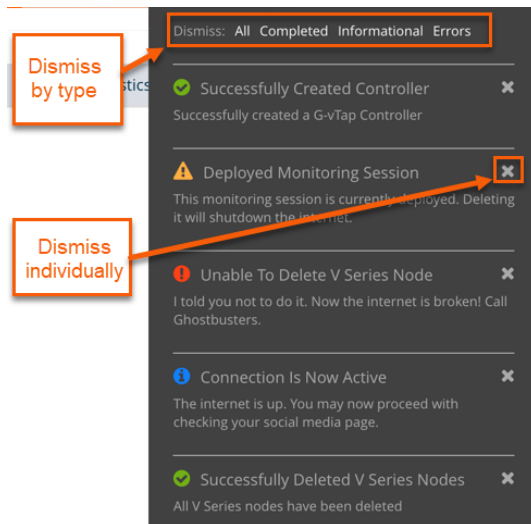 Dismiss: All Completed Informational Errors
Dismiss
by type
stics
Successfully Created Controller
Successfully created a G-vTap Controller
Deployed Monitoring Session
This monitoring session is currently deployed. Deleting
it will shutdown the internet.
Dismiss
individually
Unable To Delete V Series Node
I told you not to do it. Now the internet is broken! Call
Ghostbusters.
Connection Is Now Active
The internet is up. You may now proceed with
checking your social media page.
Successfully Deleted V Series Nodes
All V Series nodes have been deleted